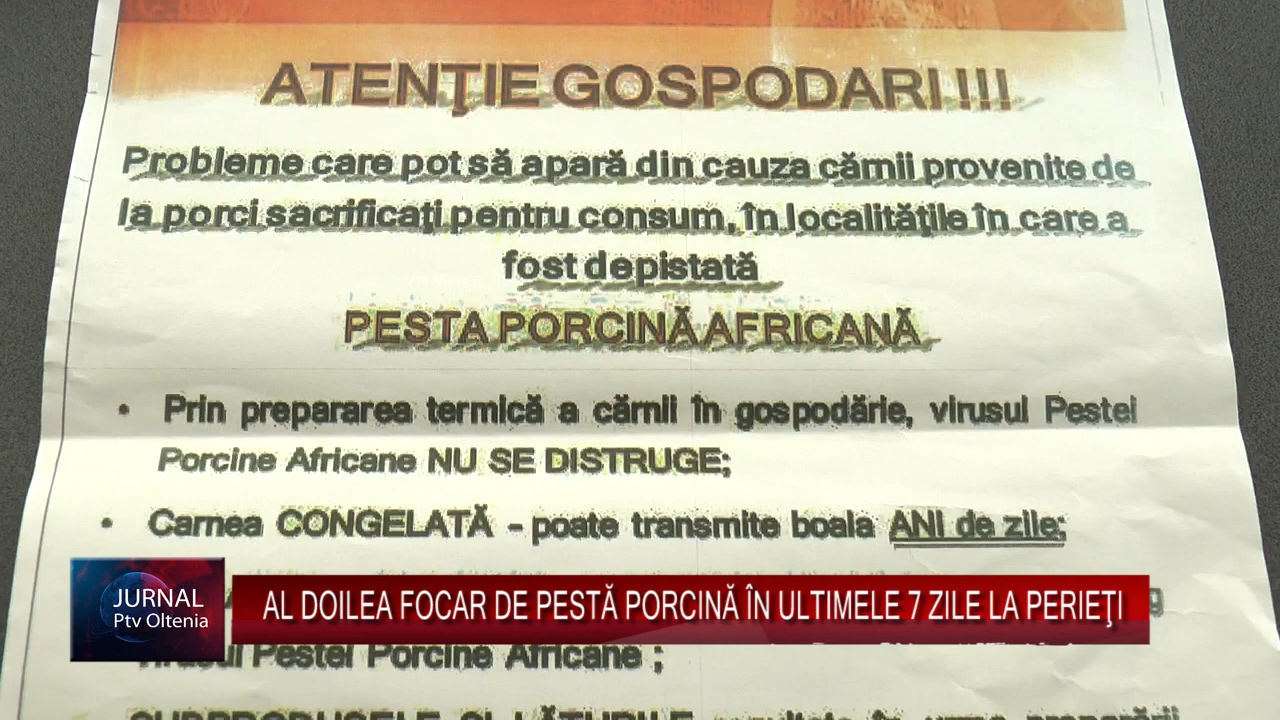 ATENŢIE GOSPODARI !!!
Probleme care pot să apară din cauza cărnii provenite de
la porci sacrificaţi pentru consum, în localităţile în care a
fost depistată
PESTA PORCINĂ AFRICANĂ
• Prin prepararea termică a cărnii în gospodărie, virusul Pestei
Porcine Africane NU SE DISTRUGE;
• Carnea CONGELATĂ - poate transmite boala ANI de zile;
JURNAL
Ptv Oltenia
AL DOILEA FOCAR DE PESTĂ PORCINĂ ÎN ULTIMELE 7 ZILE LA PERIEŢI
virusul Pestei Porcine Africane ;